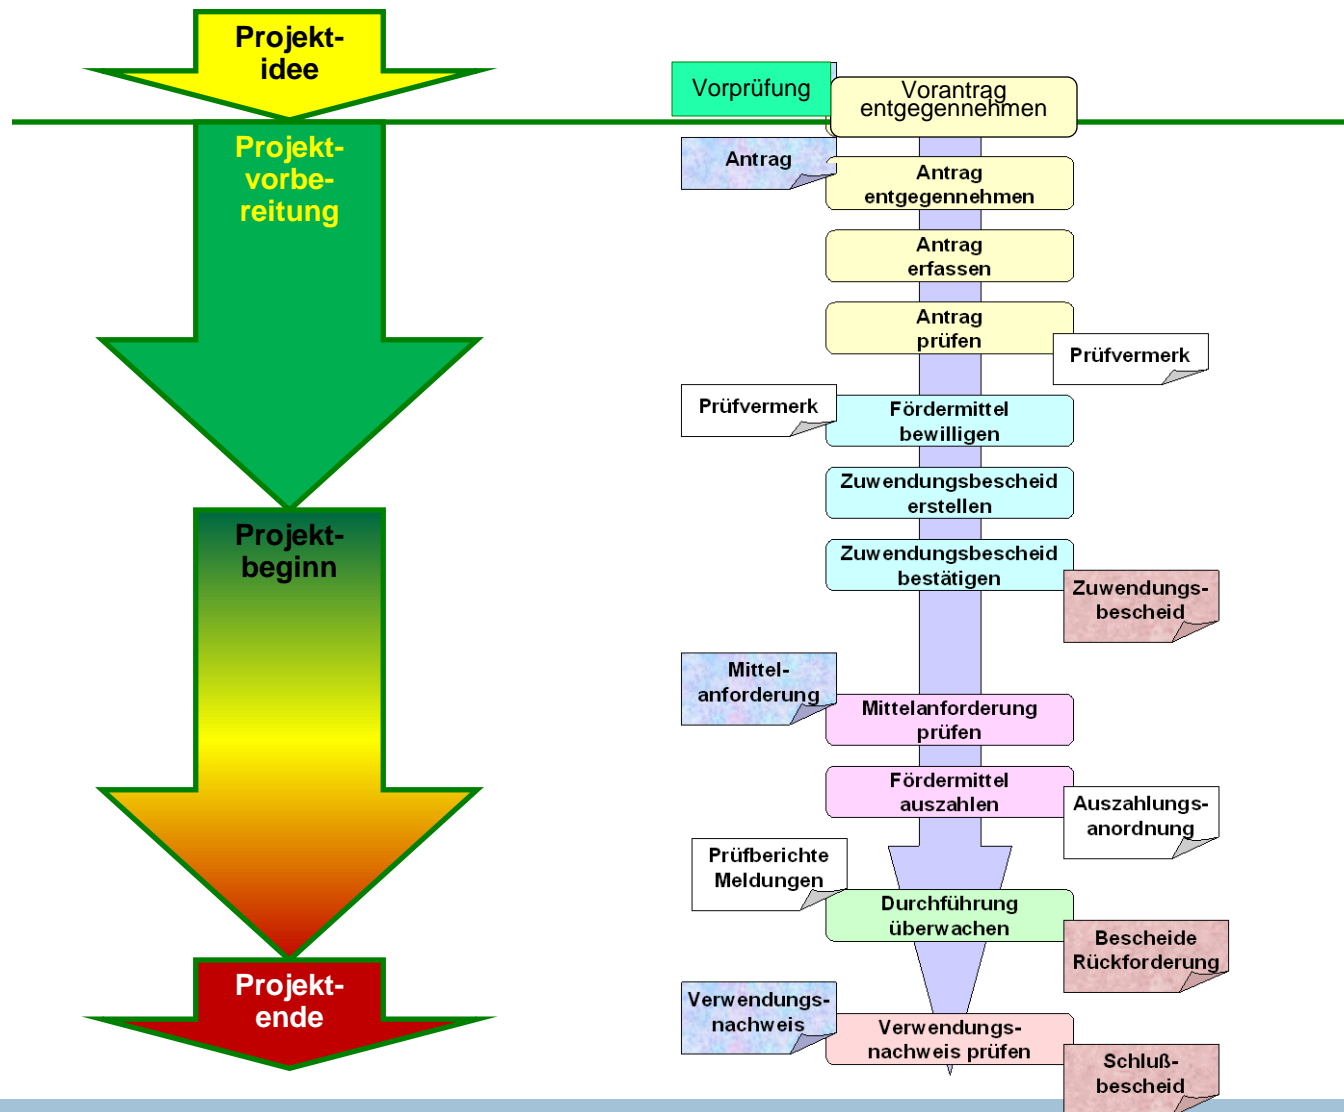 Projekt-
idee
Projekt-
vorbe-
reitung
Projekt-
beginn
Projekt-
ende
Vorprüfung
Vorantrag
entgegennehmen
Antrag
Antrag
entgegennehmen
Antrag
erfassen
Antrag
prüfen
Prüfvermerk
Prüfvermerk
Fördermittel
bewilligen
Zuwendungsbescheid
erstellen
Zuwendungsbescheid
bestätigen
Zuwendungs-
bescheid
Mittel-
anforderung
Mittelanforderung
prüfen
Fördermittel
auszahlen
Auszahlungs-
anordnung
Prüfberichte
Meldungen
Durchführung
überwachen
Bescheide
Rückforderung
Verwendungs-
nachweis
Verwendungs-
nachweis prüfen
Schluß-
bescheid